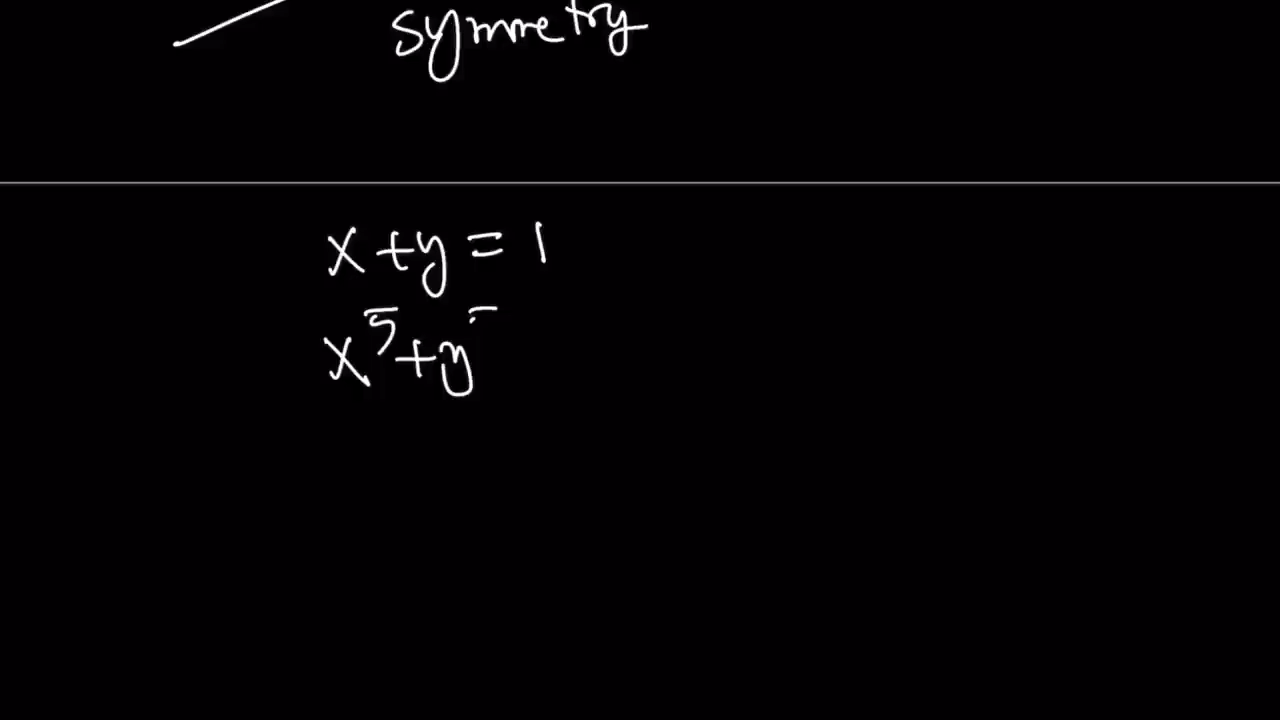 symmetry
x + y = 1
x⁵ + y